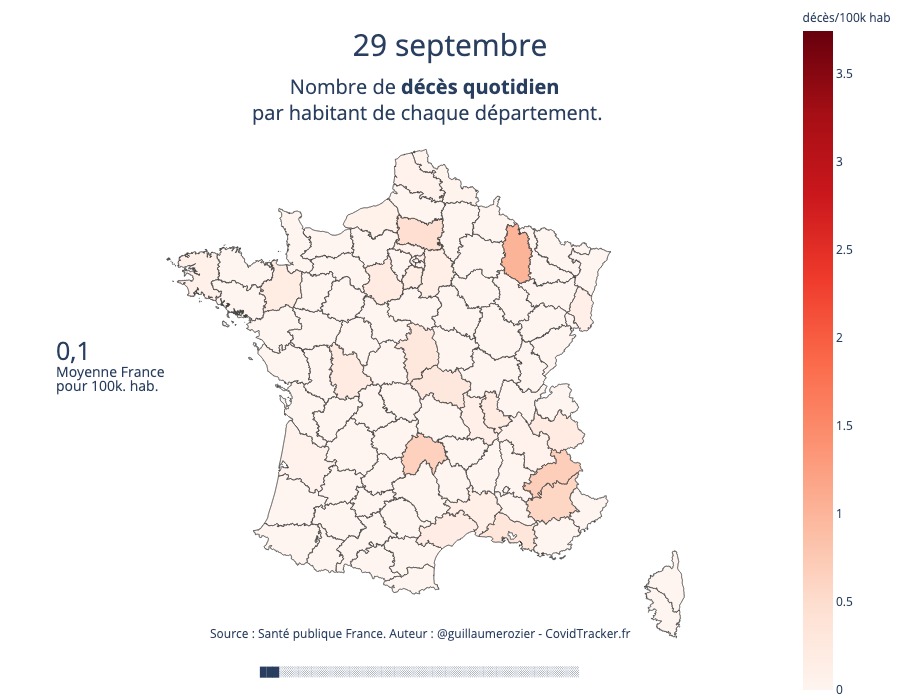 décès/100k hab
29 septembre
Nombre de décès quotidien
par habitant de chaque département.
3.5
3
2.5
2
1.5
1
0.5
0
0,1
Moyenne France
pour 100k. hab.
Source : Santé publique France. Auteur : @guillaumerozier - CovidTracker.fr